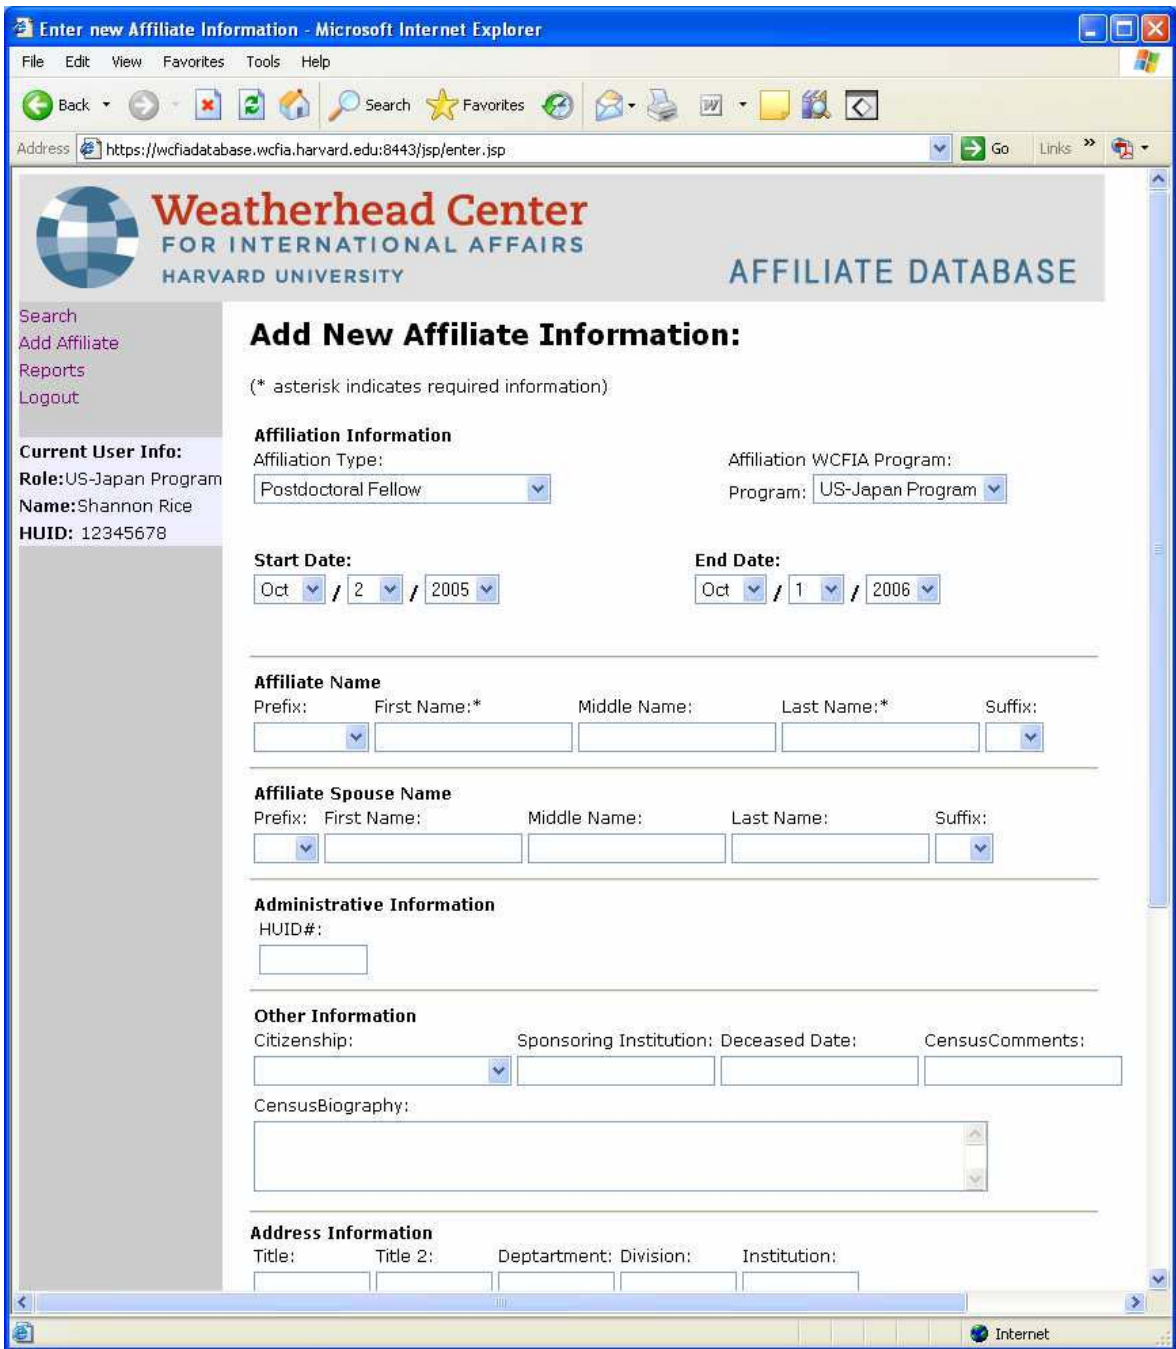 Enter new Affiliate Information - Microsoft Internet Explorer
File Edit View Favorites Tools Help
Back Search Favorites
Address https://wcfiadatabase.wcfia.harvard.edu:8443/jsp/enter.jsp Go Links »
Weatherhead Center
FOR INTERNATIONAL AFFAIRS
HARVARD UNIVERSITY
AFFILIATE DATABASE
Search
Add Affiliate
Reports
Logout
Current User Info:
Role:US-Japan Program
Name:Shannon Rice
HUID: 12345678
Add New Affiliate Information:
(* asterisk indicates required information)
Affiliation Information
Affiliation Type: Affiliation WCFIA Program:
Postdoctoral Fellow Program: US-Japan Program
Start Date: End Date:
Oct / 2 / 2005 Oct / 1 / 2006
Affiliate Name
Prefix: First Name:* Middle Name: Last Name:* Suffix:
Affiliate Spouse Name
Prefix: First Name: Middle Name: Last Name: Suffix:
Administrative Information
HUID#:
Other Information
Citizenship: Sponsoring Institution: Deceased Date: CensusComments:
CensusBiography:
Address Information
Title: Title 2: Deptartment: Division: Institution:
Internet